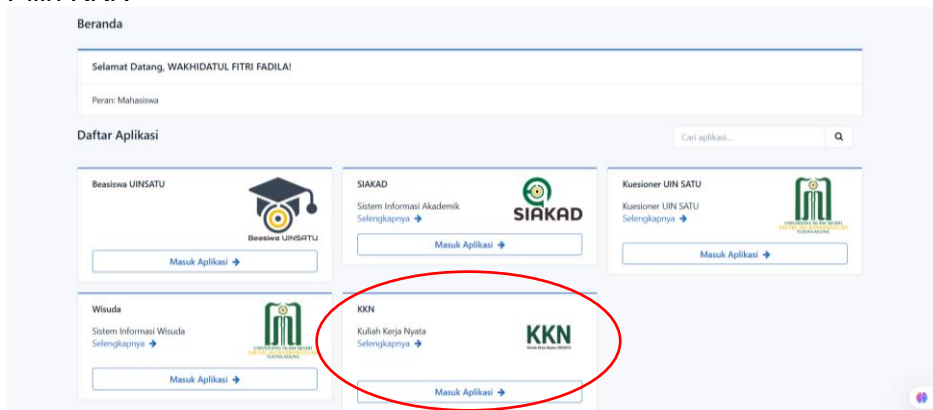 Beranda
Selamat Datang, WAKHIDATUL FITRI FADILA!
Peran: Mahasiswa
Daftar Aplikasi
Cari aplikasi...
Beasiswa UINSATU
Beasiswa UINSATU
Masuk Aplikasi
SIAKAD
Sistem Informasi Akademik
Selengkapnya
SIAKAD
Masuk Aplikasi
Kuesioner UIN SATU
Kuesioner UIN SATU
Selengkapnya
Masuk Aplikasi
Wisuda
Sistem Informasi Wisuda
Selengkapnya
Masuk Aplikasi
KKN
Kuliah Kerja Nyata
Selengkapnya
KKN
Masuk Aplikasi